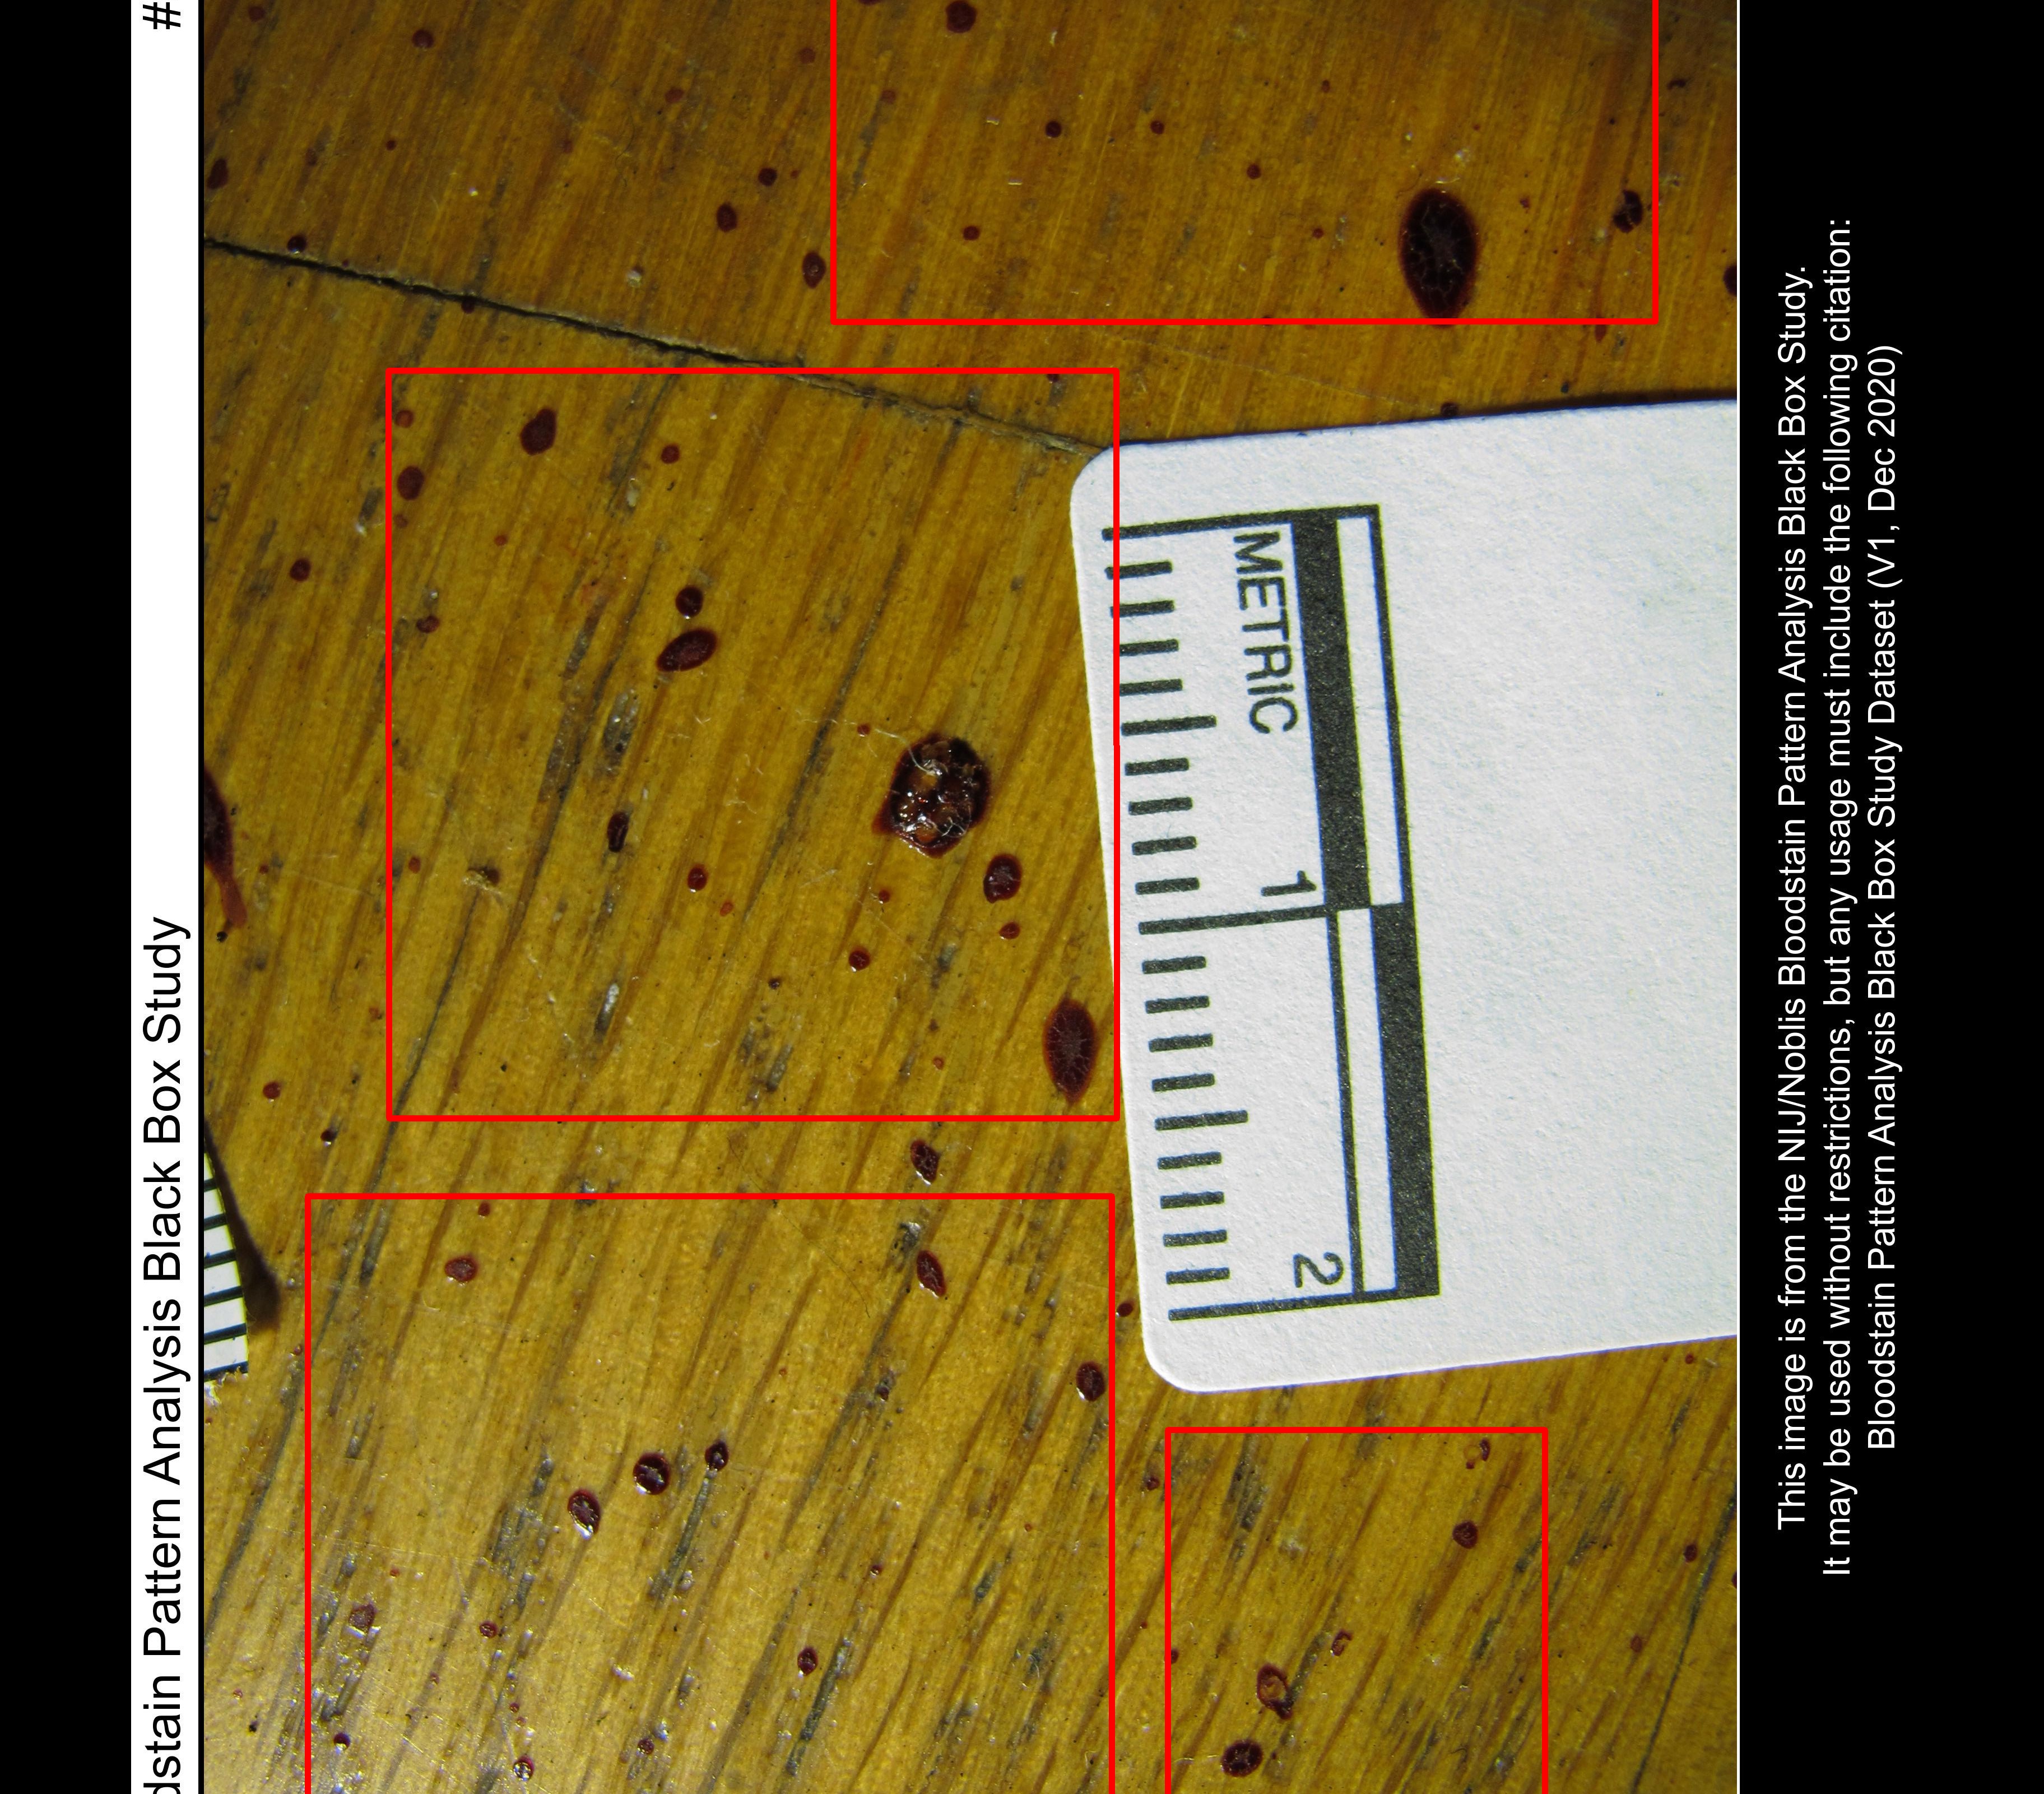 #
dstain Pattern Analysis Black Box Study
METRIC
1
2
This image is from the NIJ/Noblis Bloodstain Pattern Analysis Black Box Study.
It may be used without restrictions, but any usage must include the following citation:
Bloodstain Pattern Analysis Black Box Study Dataset (V1, Dec 2020)